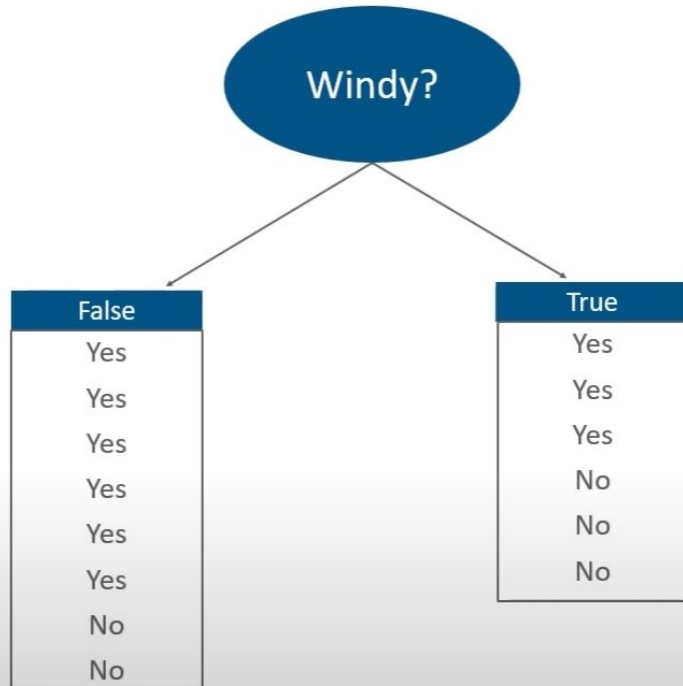 Windy?
False
Yes
Yes
Yes
Yes
Yes
Yes
No
No
True
Yes
Yes
Yes
No
No
No